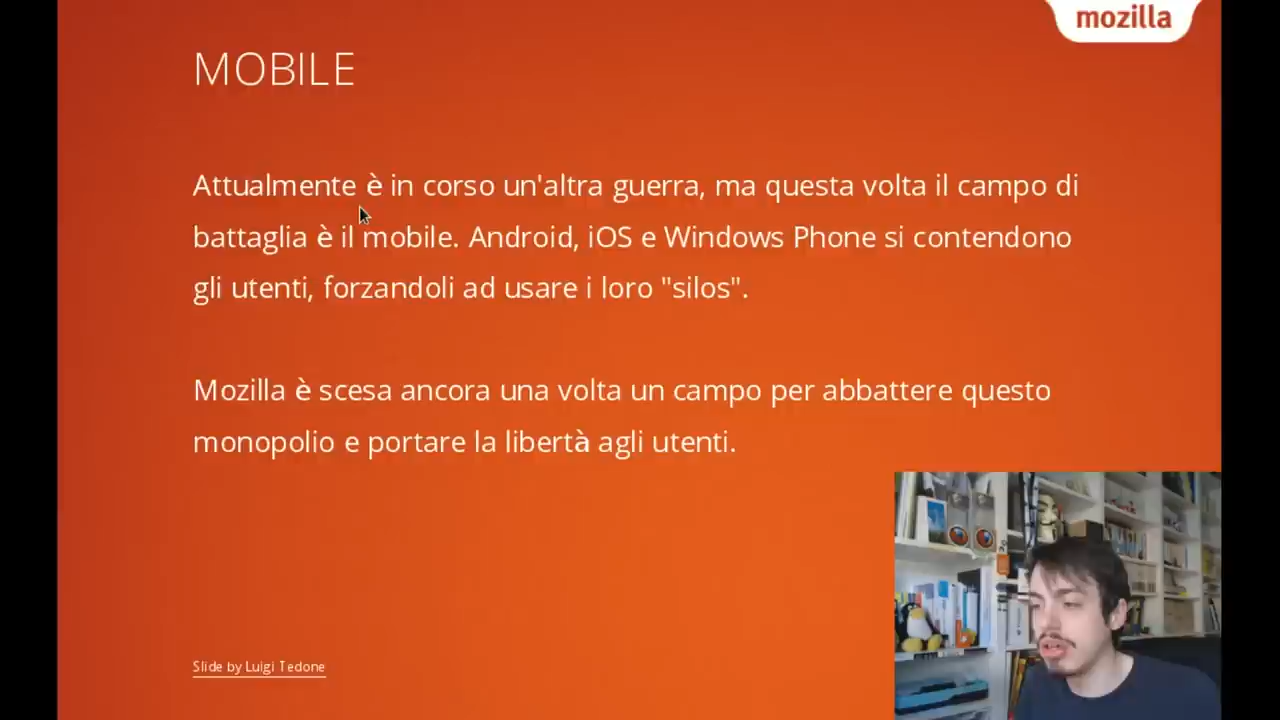 mozilla
MOBILE
Attualmente è in corso un'altra guerra, ma questa volta il campo di
battaglia è il mobile. Android, iOS e Windows Phone si contendono
gli utenti, forzandoli ad usare i loro "silos".
Mozilla è scesa ancora una volta un campo per abbattere questo
monopolio e portare la libertà agli utenti.
Slide by Luigi Tedone